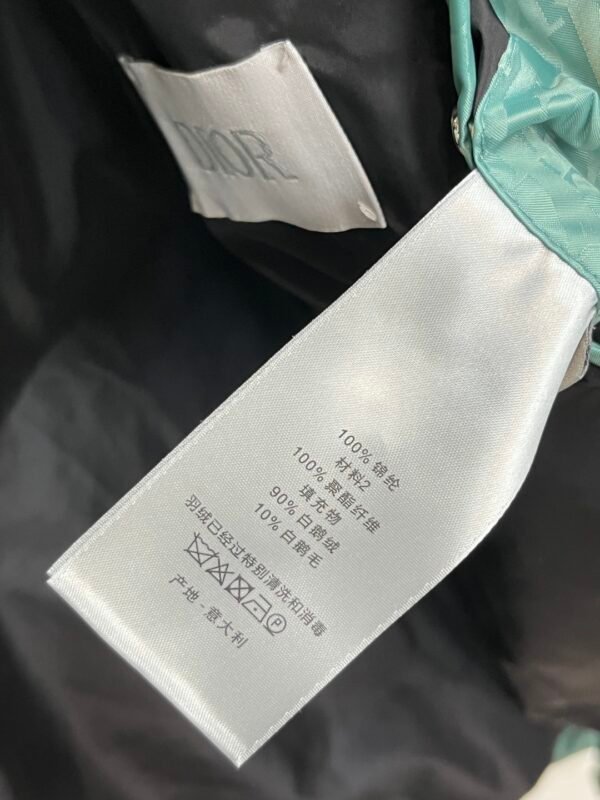 DIOR
100% 锦纶
材料2
100% 聚酯纤维
填充物
90% 白鹅绒
10% 白鹅毛
羽绒已经过特别清洗和消毒
P
产地 - 意大利